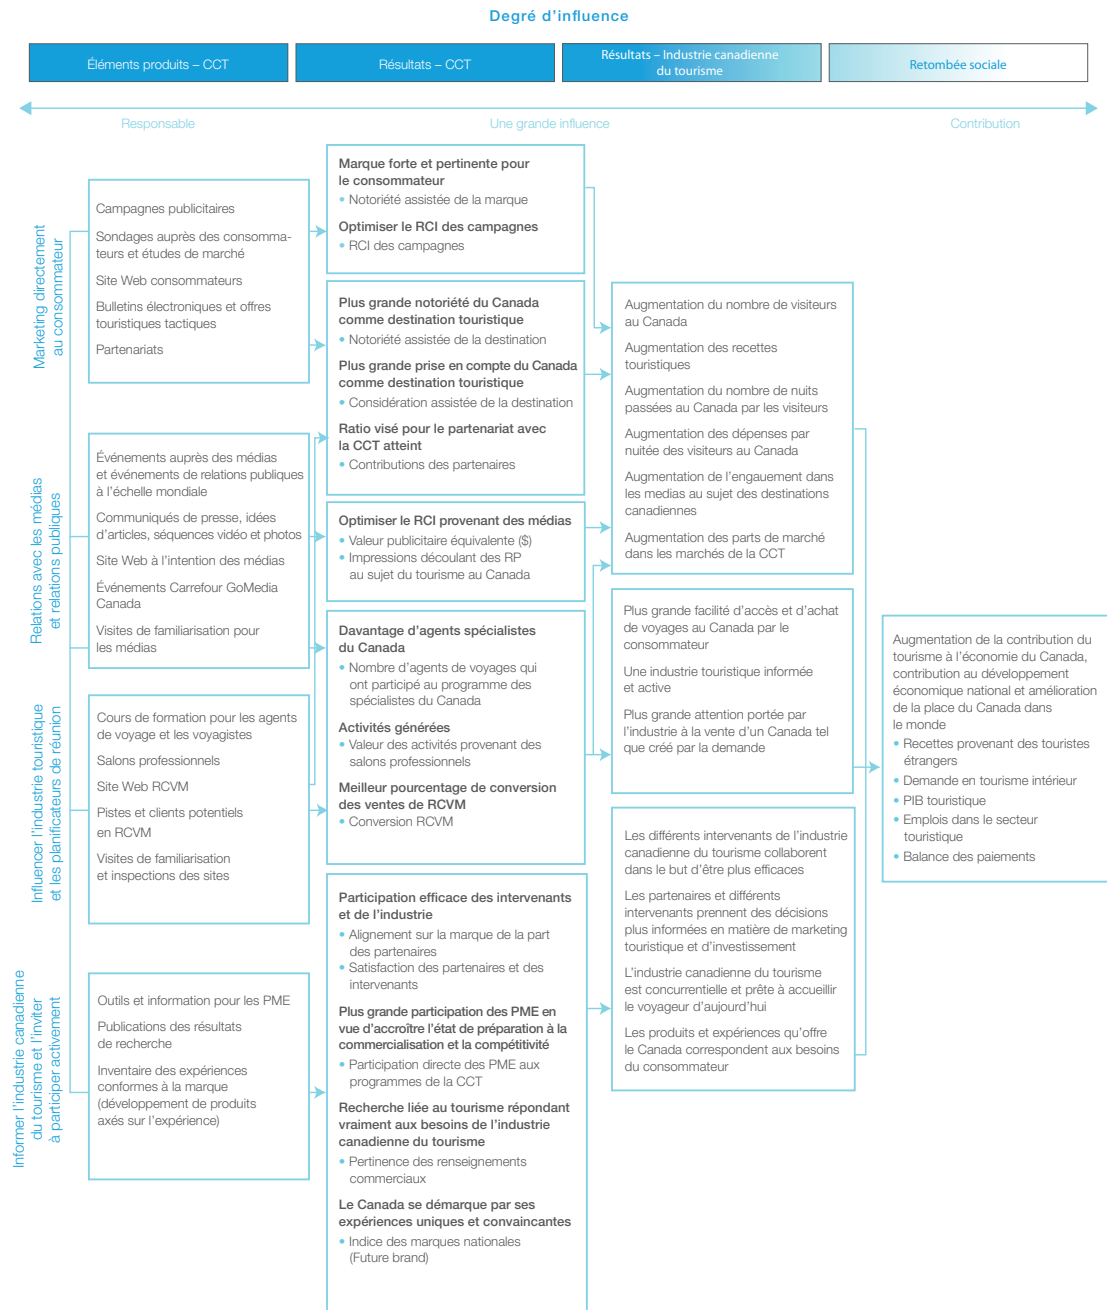 Degré d’influence
Éléments produits – CCT
Résultats – CCT
Résultats – Industrie canadienne
du tourisme
Retombée sociale
Responsable
Une grande influence
Contribution
Marketing directement
au consommateur
Campagnes publicitaires
Sondages auprès des consomma-
teurs et études de marché
Site Web consommateurs
Bulletins électroniques et offres
touristiques tactiques
Partenariats
Relations avec les médias
et relations publiques
Événements auprès des médias
et événements de relations publiques
à l’échelle mondiale
Communiqués de presse, idées
d’articles, séquences vidéo et photos
Site Web à l’intention des médias
Événements Carrefour GoMedia
Canada
Visites de familiarisation pour
les médias
Influencer l’industrie touristique
et les planificateurs de réunion
Cours de formation pour les agents
de voyage et les voyagistes
Salons professionnels
Site Web RCVM
Pistes et clients potentiels
en RCVM
Visites de familiarisation
et inspections des sites
Informer l’industrie canadienne
du tourisme et l’inviter
à participer activement
Outils et information pour les PME
Publications des résultats
de recherche
Inventaire des expériences
conformes à la marque
(développement de produits
axés sur l’expérience)
Marque forte et pertinente pour
le consommateur
• Notoriété assistée de la marque
Optimiser le RCI des campagnes
• RCI des campagnes
Plus grande notoriété du Canada
comme destination touristique
• Notoriété assistée de la destination
Plus grande prise en compte du Canada
comme destination touristique
• Considération assistée de la destination
Ratio visé pour le partenariat avec
la CCT atteint
• Contributions des partenaires
Optimiser le RCI provenant des médias
• Valeur publicitaire équivalente ($)
• Impressions découlant des RP
au sujet du tourisme au Canada
Davantage d’agents spécialistes
du Canada
• Nombre d’agents de voyages qui
ont participé au programme des
spécialistes du Canada
Activités générées
• Valeur des activités provenant des
salons professionnels
Meilleur pourcentage de conversion
des ventes de RCVM
• Conversion RCVM
Participation efficace des intervenants
et de l’industrie
• Alignement sur la marque de la part
des partenaires
• Satisfaction des partenaires et des
intervenants
Plus grande participation des PME en
vue d’accroître l’état de préparation à la
commercialisation et la compétitivité
• Participation directe des PME aux
programmes de la CCT
Recherche liée au tourisme répondant
vraiment aux besoins de l’industrie
canadienne du tourisme
• Pertinence des renseignements
commerciaux
Le Canada se démarque par ses
expériences uniques et convaincantes
• Indice des marques nationales
(Future brand)
Augmentation du nombre de visiteurs
au Canada
Augmentation des recettes
touristiques
Augmentation du nombre de nuits
passées au Canada par les visiteurs
Augmentation des dépenses par
nuitée des visiteurs au Canada
Augmentation de l’engauement dans
les medias au sujet des destinations
canadiennes
Augmentation des parts de marché
dans les marchés de la CCT
Plus grande facilité d’accès et d’achat
de voyages au Canada par le
consommateur
Une industrie touristique informée
et active
Plus grande attention portée par
l’industrie à la vente d’un Canada tel
que créé par la demande
Les différents intervenants de l’industrie
canadienne du tourisme collaborent
dans le but d’être plus efficaces
Les partenaires et différents
intervenants prennent des décisions
plus informées en matière de marketing
touristique et d’investissement
L’industrie canadienne du tourisme
est concurrentielle et prête à accueillir
le voyageur d’aujourd’hui
Les produits et expériences qu’offre
le Canada correspondent aux besoins
du consommateur
Augmentation de la contribution du
tourisme à l’économie du Canada,
contribution au développement
économique national et amélioration
de la place du Canada dans
le monde
• Recettes provenant des touristes
étrangers
• Demande en tourisme intérieur
• PIB touristique
• Emplois dans le secteur
touristique
• Balance des paiements